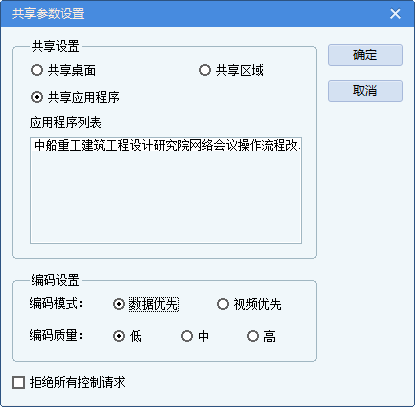 共享参数设置
共享设置
共享桌面
共享区域
共享应用程序
应用程序列表
中船重工建筑工程设计研究院网络会议操作流程改.
编码设置
编码模式:
数据优先
视频优先
编码质量:
低
中
高
拒绝所有控制请求
确定
取消